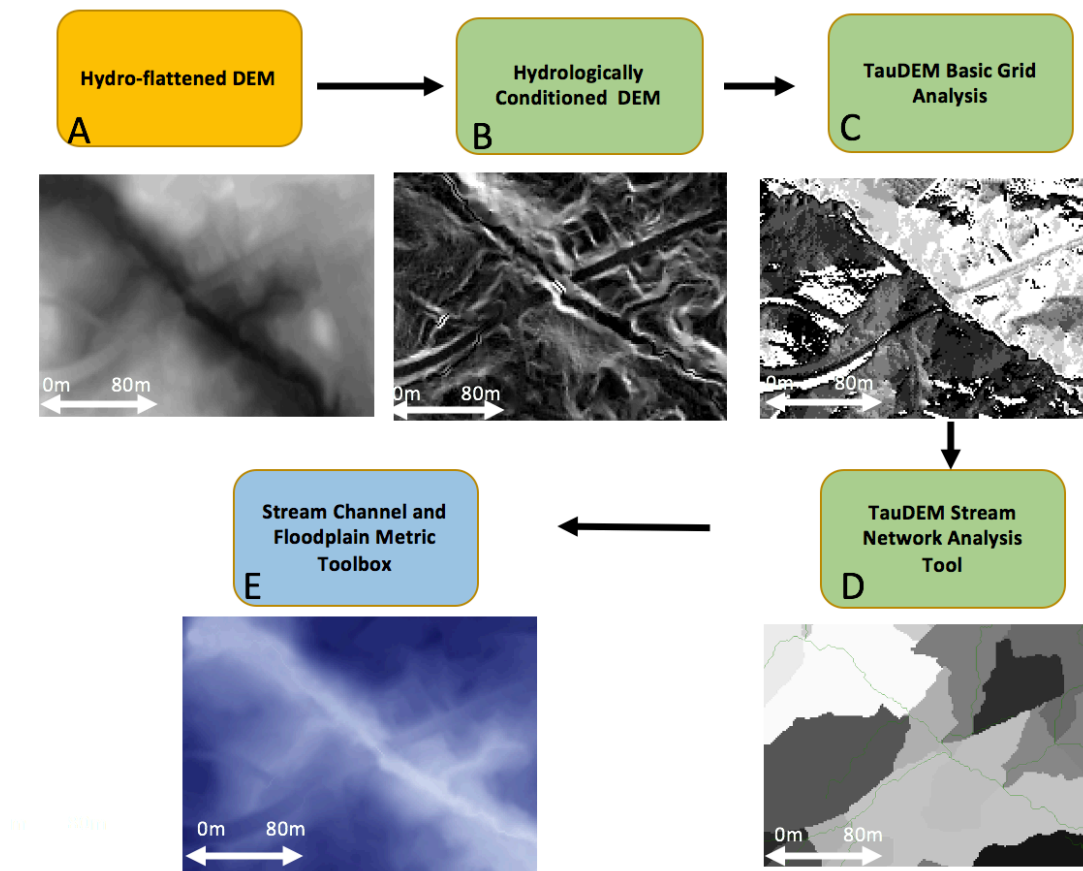 Hydro-flattened DEM
A
Hydrologically
Conditioned DEM
B
TauDEM Basic Grid
Analysis
C
0m 80m
0m 80m
0m 80m
Stream Channel and
Floodplain Metric
Toolbox
E
TauDEM Stream
Network Analysis
Tool
D
0m 80m
0m 80m